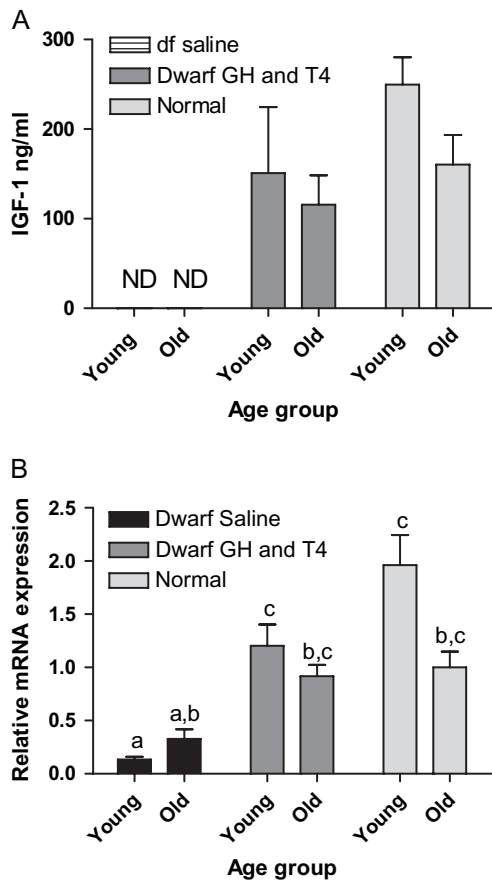 A
300
200
100
0
IGF-1 ng/ml
df saline
Dwarf GH and T4
Normal
ND ND
Young Old Young Old Young Old
Age group
B
2.5
2.0
1.5
1.0
0.5
0.0
Relative mRNA expression
Dwarf Saline
Dwarf GH and T4
Normal
a a,b c b,c c b,c
Young Old Young Old Young Old
Age group